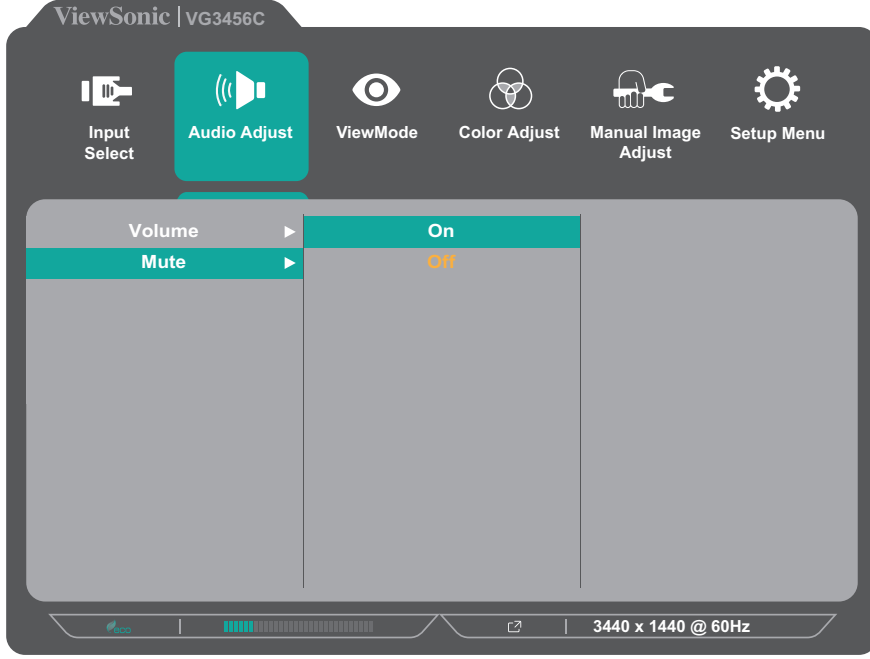 ViewSonic | VG3456C
Input Select
Audio Adjust
ViewMode
Color Adjust
Manual Image Adjust
Setup Menu
Volume
On
Mute
Off
eco
3440 x 1440 @ 60Hz